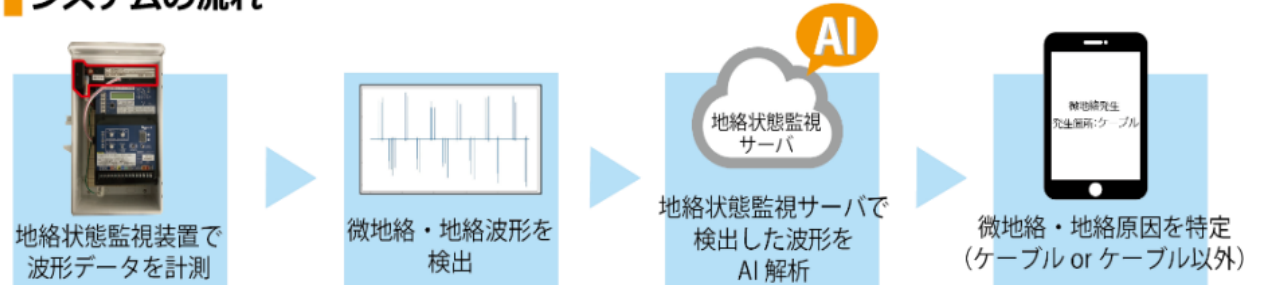 システムの流れ
地絡状態監視装置で
波形データを計測
微地絡・地絡波形を
検出
AI
地絡状態監視
サーバ
地絡状態監視サーバで
検出した波形を
AI 解析
微地絡発生
発生個所:ケーブル
微地絡・地絡原因を特定
（ケーブル or ケーブル以外）